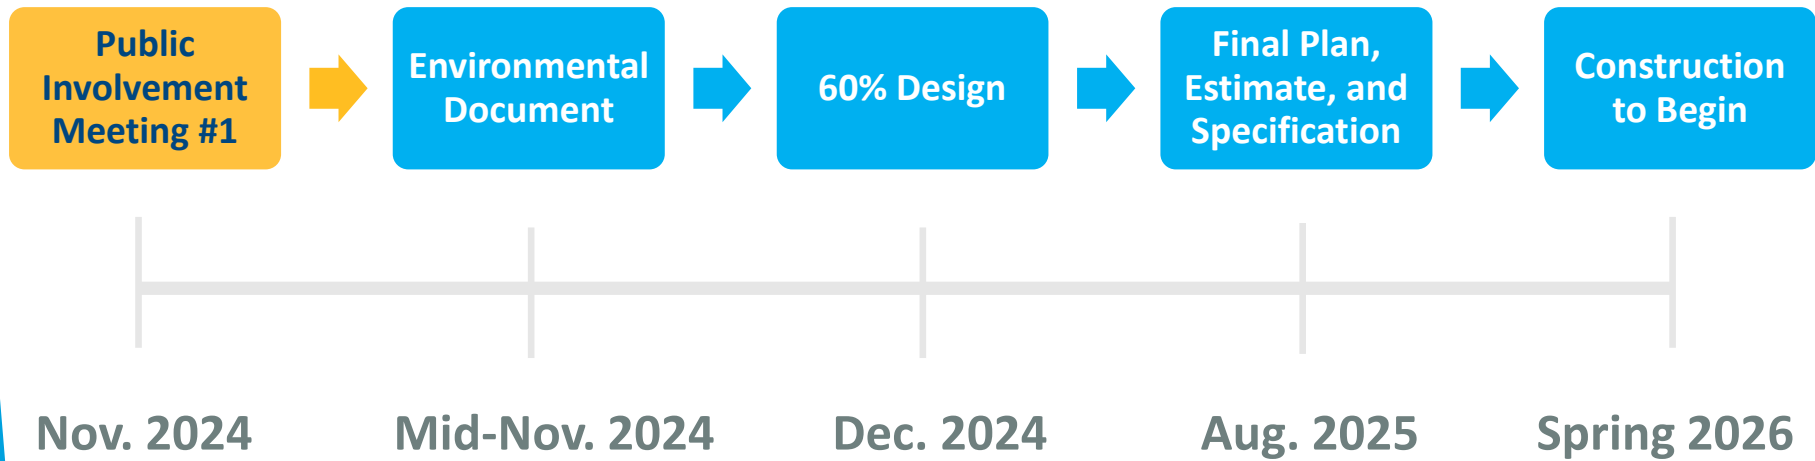 Public
Involvement
Meeting #1
Environmental
Document
60% Design
Final Plan,
Estimate, and
Specification
Construction
to Begin
Nov. 2024
Mid-Nov. 2024
Dec. 2024
Aug. 2025
Spring 2026